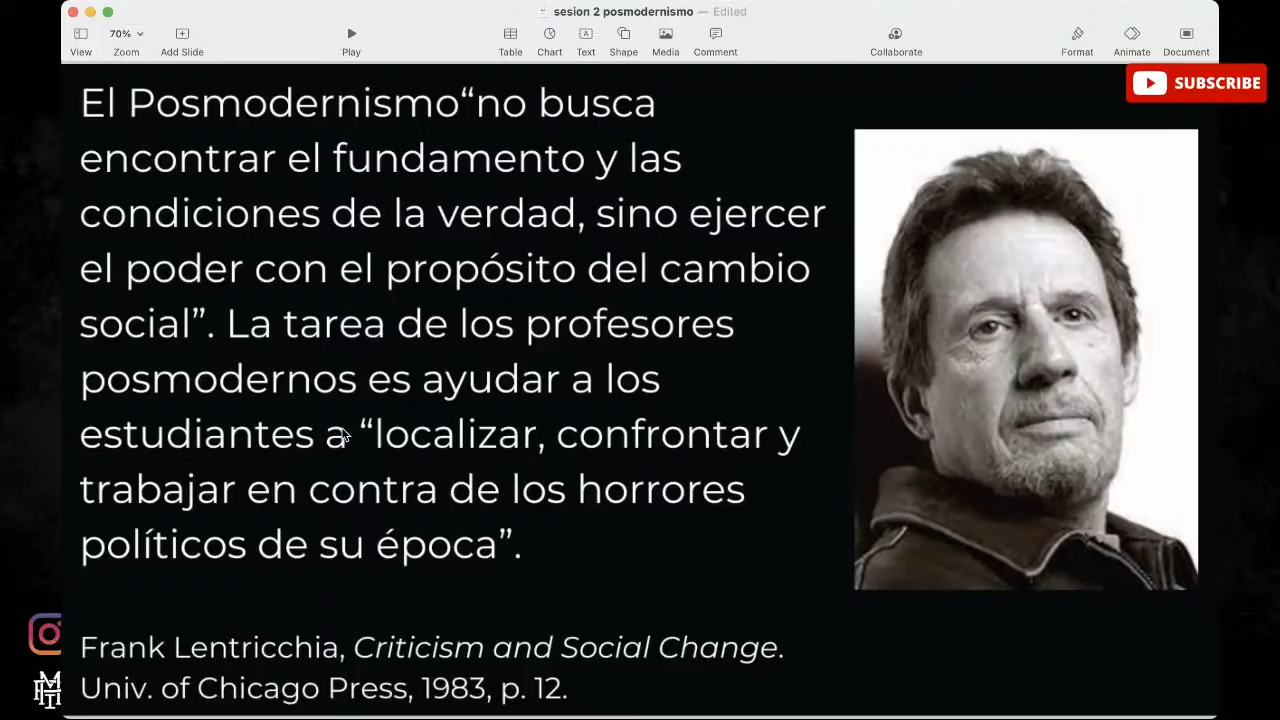 sesion 2 posmodernismo — Edited
70%
View Zoom Add Slide Play Table Chart Text Shape Media Comment Collaborate Format Animate Document
SUBSCRIBE
El Posmodernismo“no busca
encontrar el fundamento y las
condiciones de la verdad, sino ejercer
el poder con el propósito del cambio
social”. La tarea de los profesores
posmodernos es ayudar a los
estudiantes a “localizar, confrontar y
trabajar en contra de los horrores
políticos de su época”.
Frank Lentricchia, Criticism and Social Change.
Univ. of Chicago Press, 1983, p. 12.